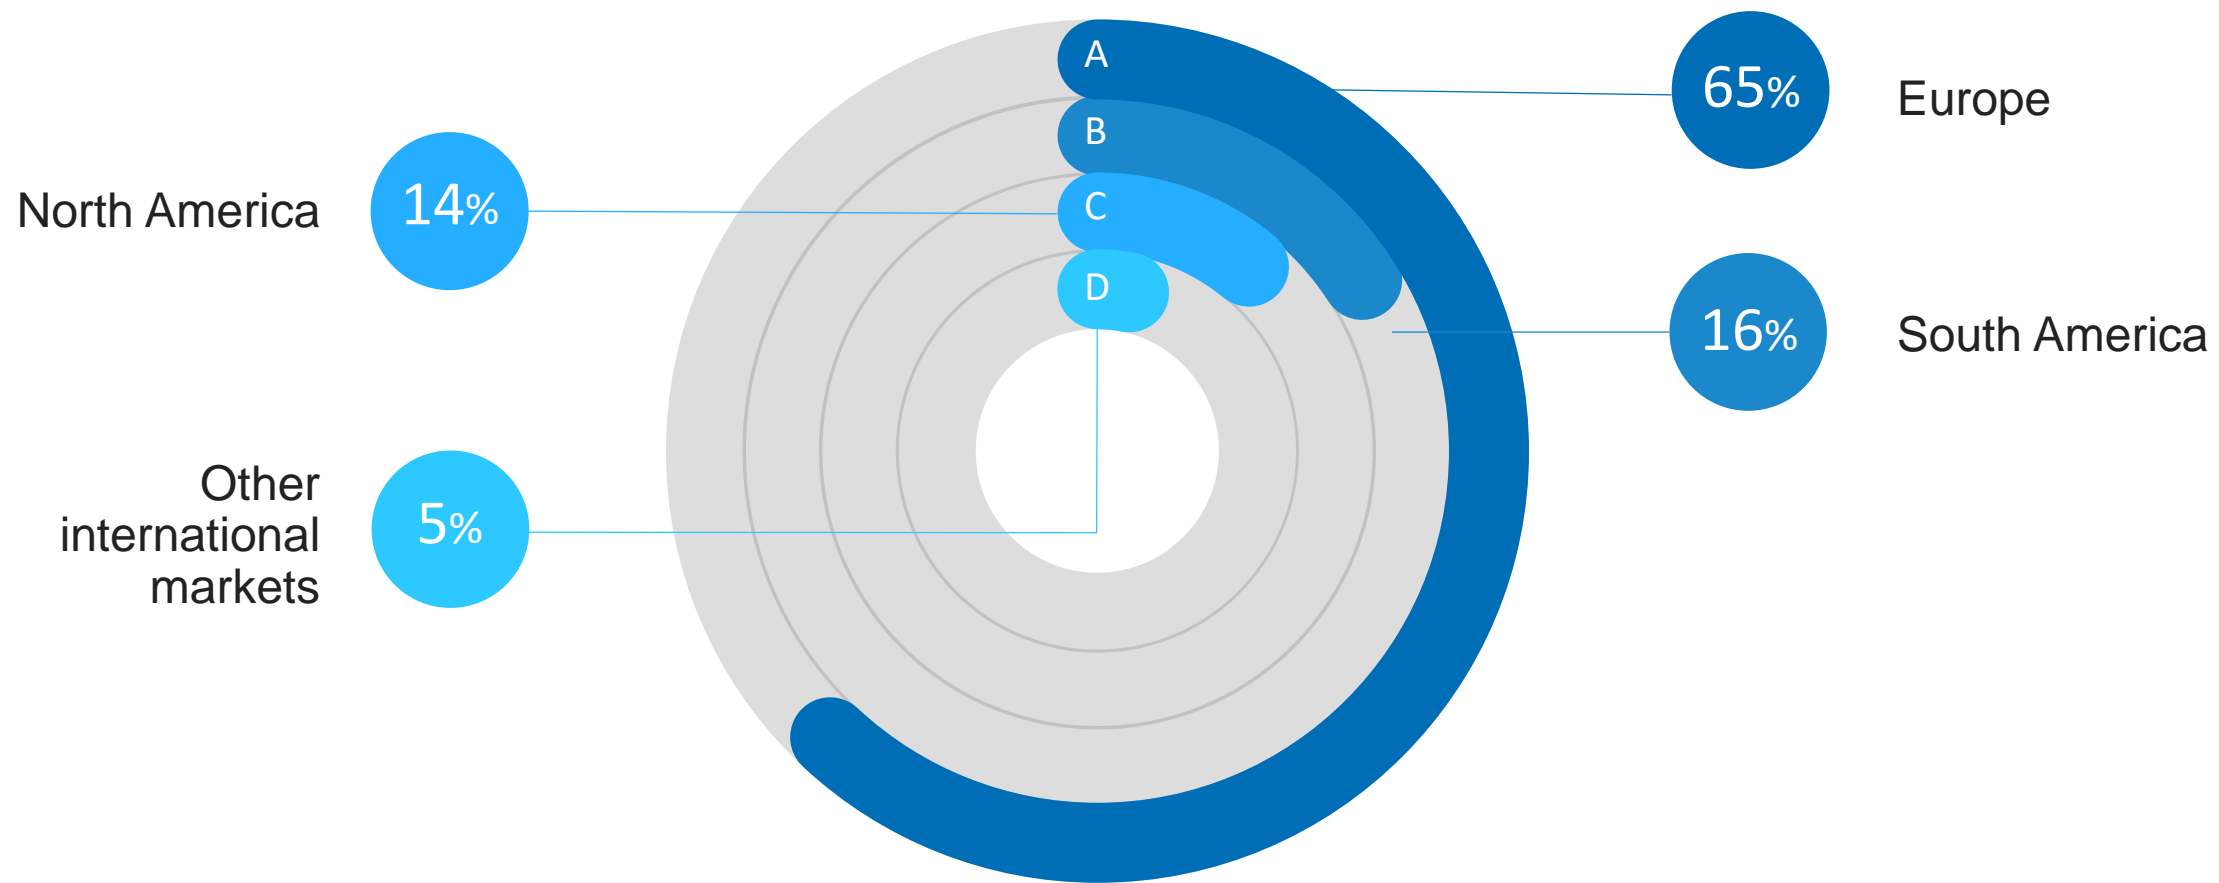 A
65%
Europe
B
North America
14%
C
D
16%
South America
Other
international
markets
5%